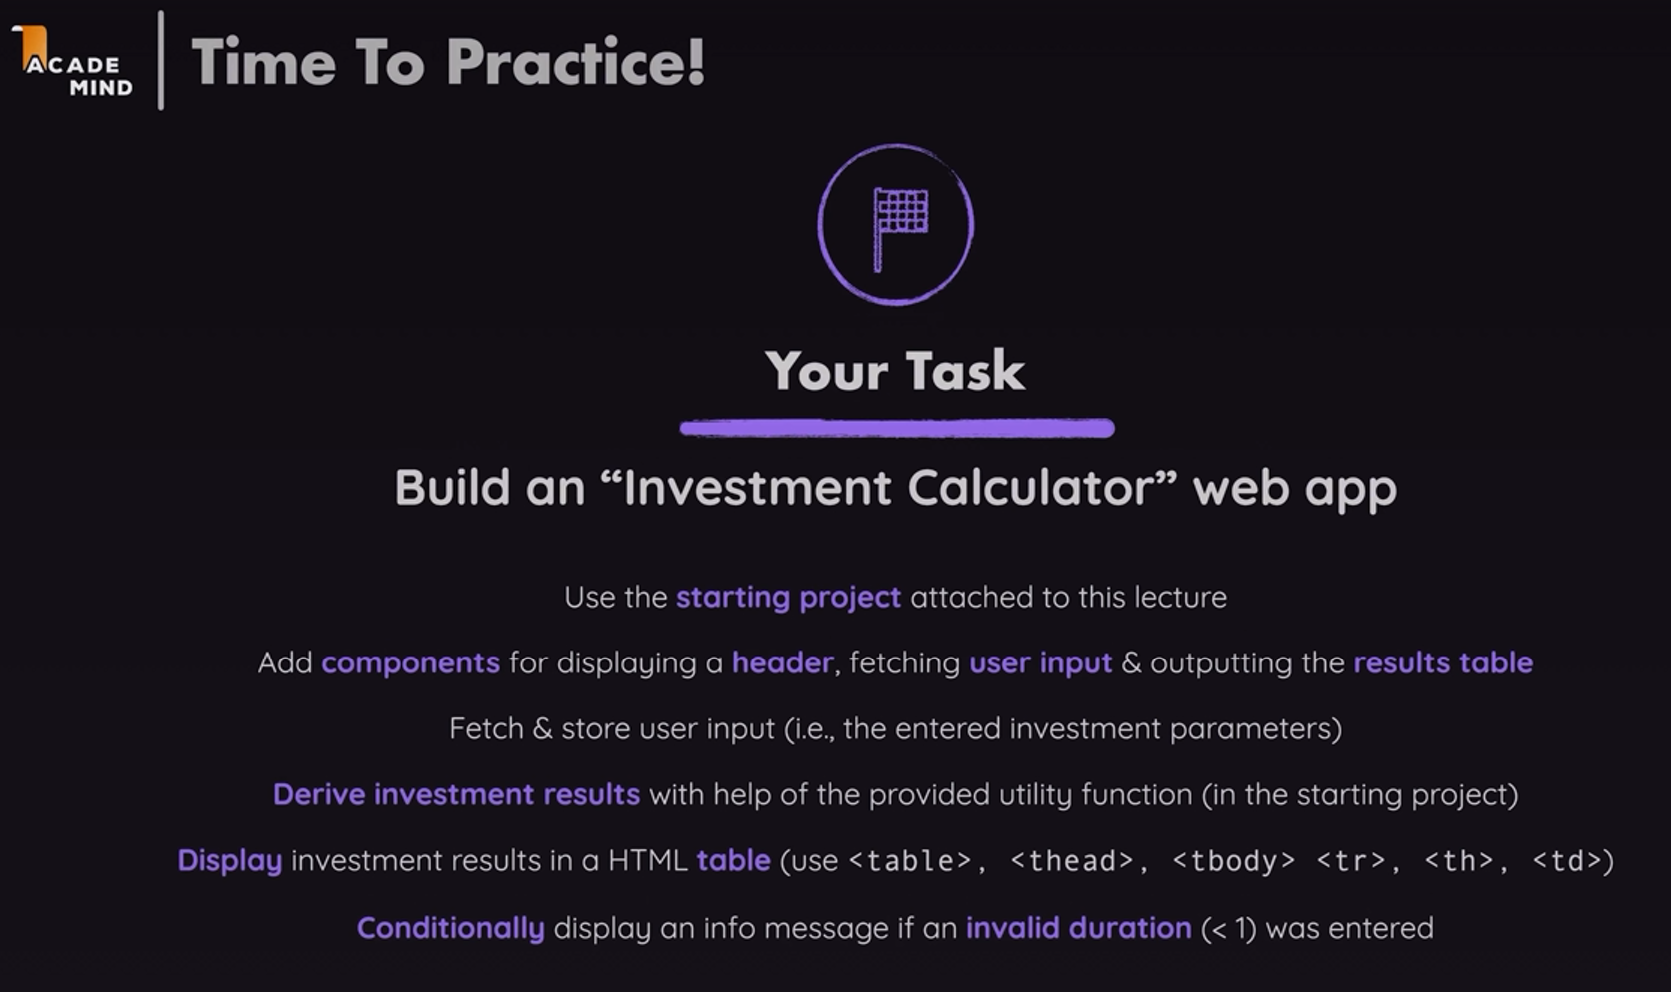 ACADE
MIND
Time To Practice!
Your Task
Build an “Investment Calculator” web app
Use the starting project attached to this lecture
Add components for displaying a header, fetching user input & outputting the results table
Fetch & store user input (i.e., the entered investment parameters)
Derive investment results with help of the provided utility function (in the starting project)
Display investment results in a HTML table (use <table>, <thead>, <tbody> <tr>, <th>, <td>)
Conditionally display an info message if an invalid duration (< 1) was entered